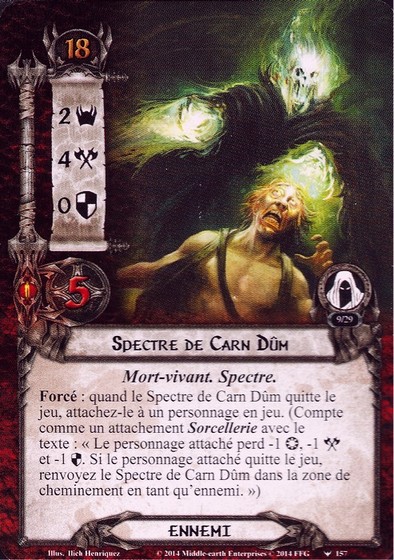 18
2
4
0
5
9/29
Spectre de Carn Dûm
Mort-vivant. Spectre.
Forcé : quand le Spectre de Carn Dûm quitte le
jeu, attachez-le à un personnage en jeu. (Compte
comme un attachement Sorcellerie avec le
texte : « Le personnage attaché perd -1 , -1
et -1 . Si le personnage attaché quitte le jeu,
renvoyez le Spectre de Carn Dûm dans la zone de
cheminement en tant qu'ennemi. »)
ENNEMI
Illus. Ilich Henriquez © 2014 Middle-earth Enterprises © 2014 FFG 157